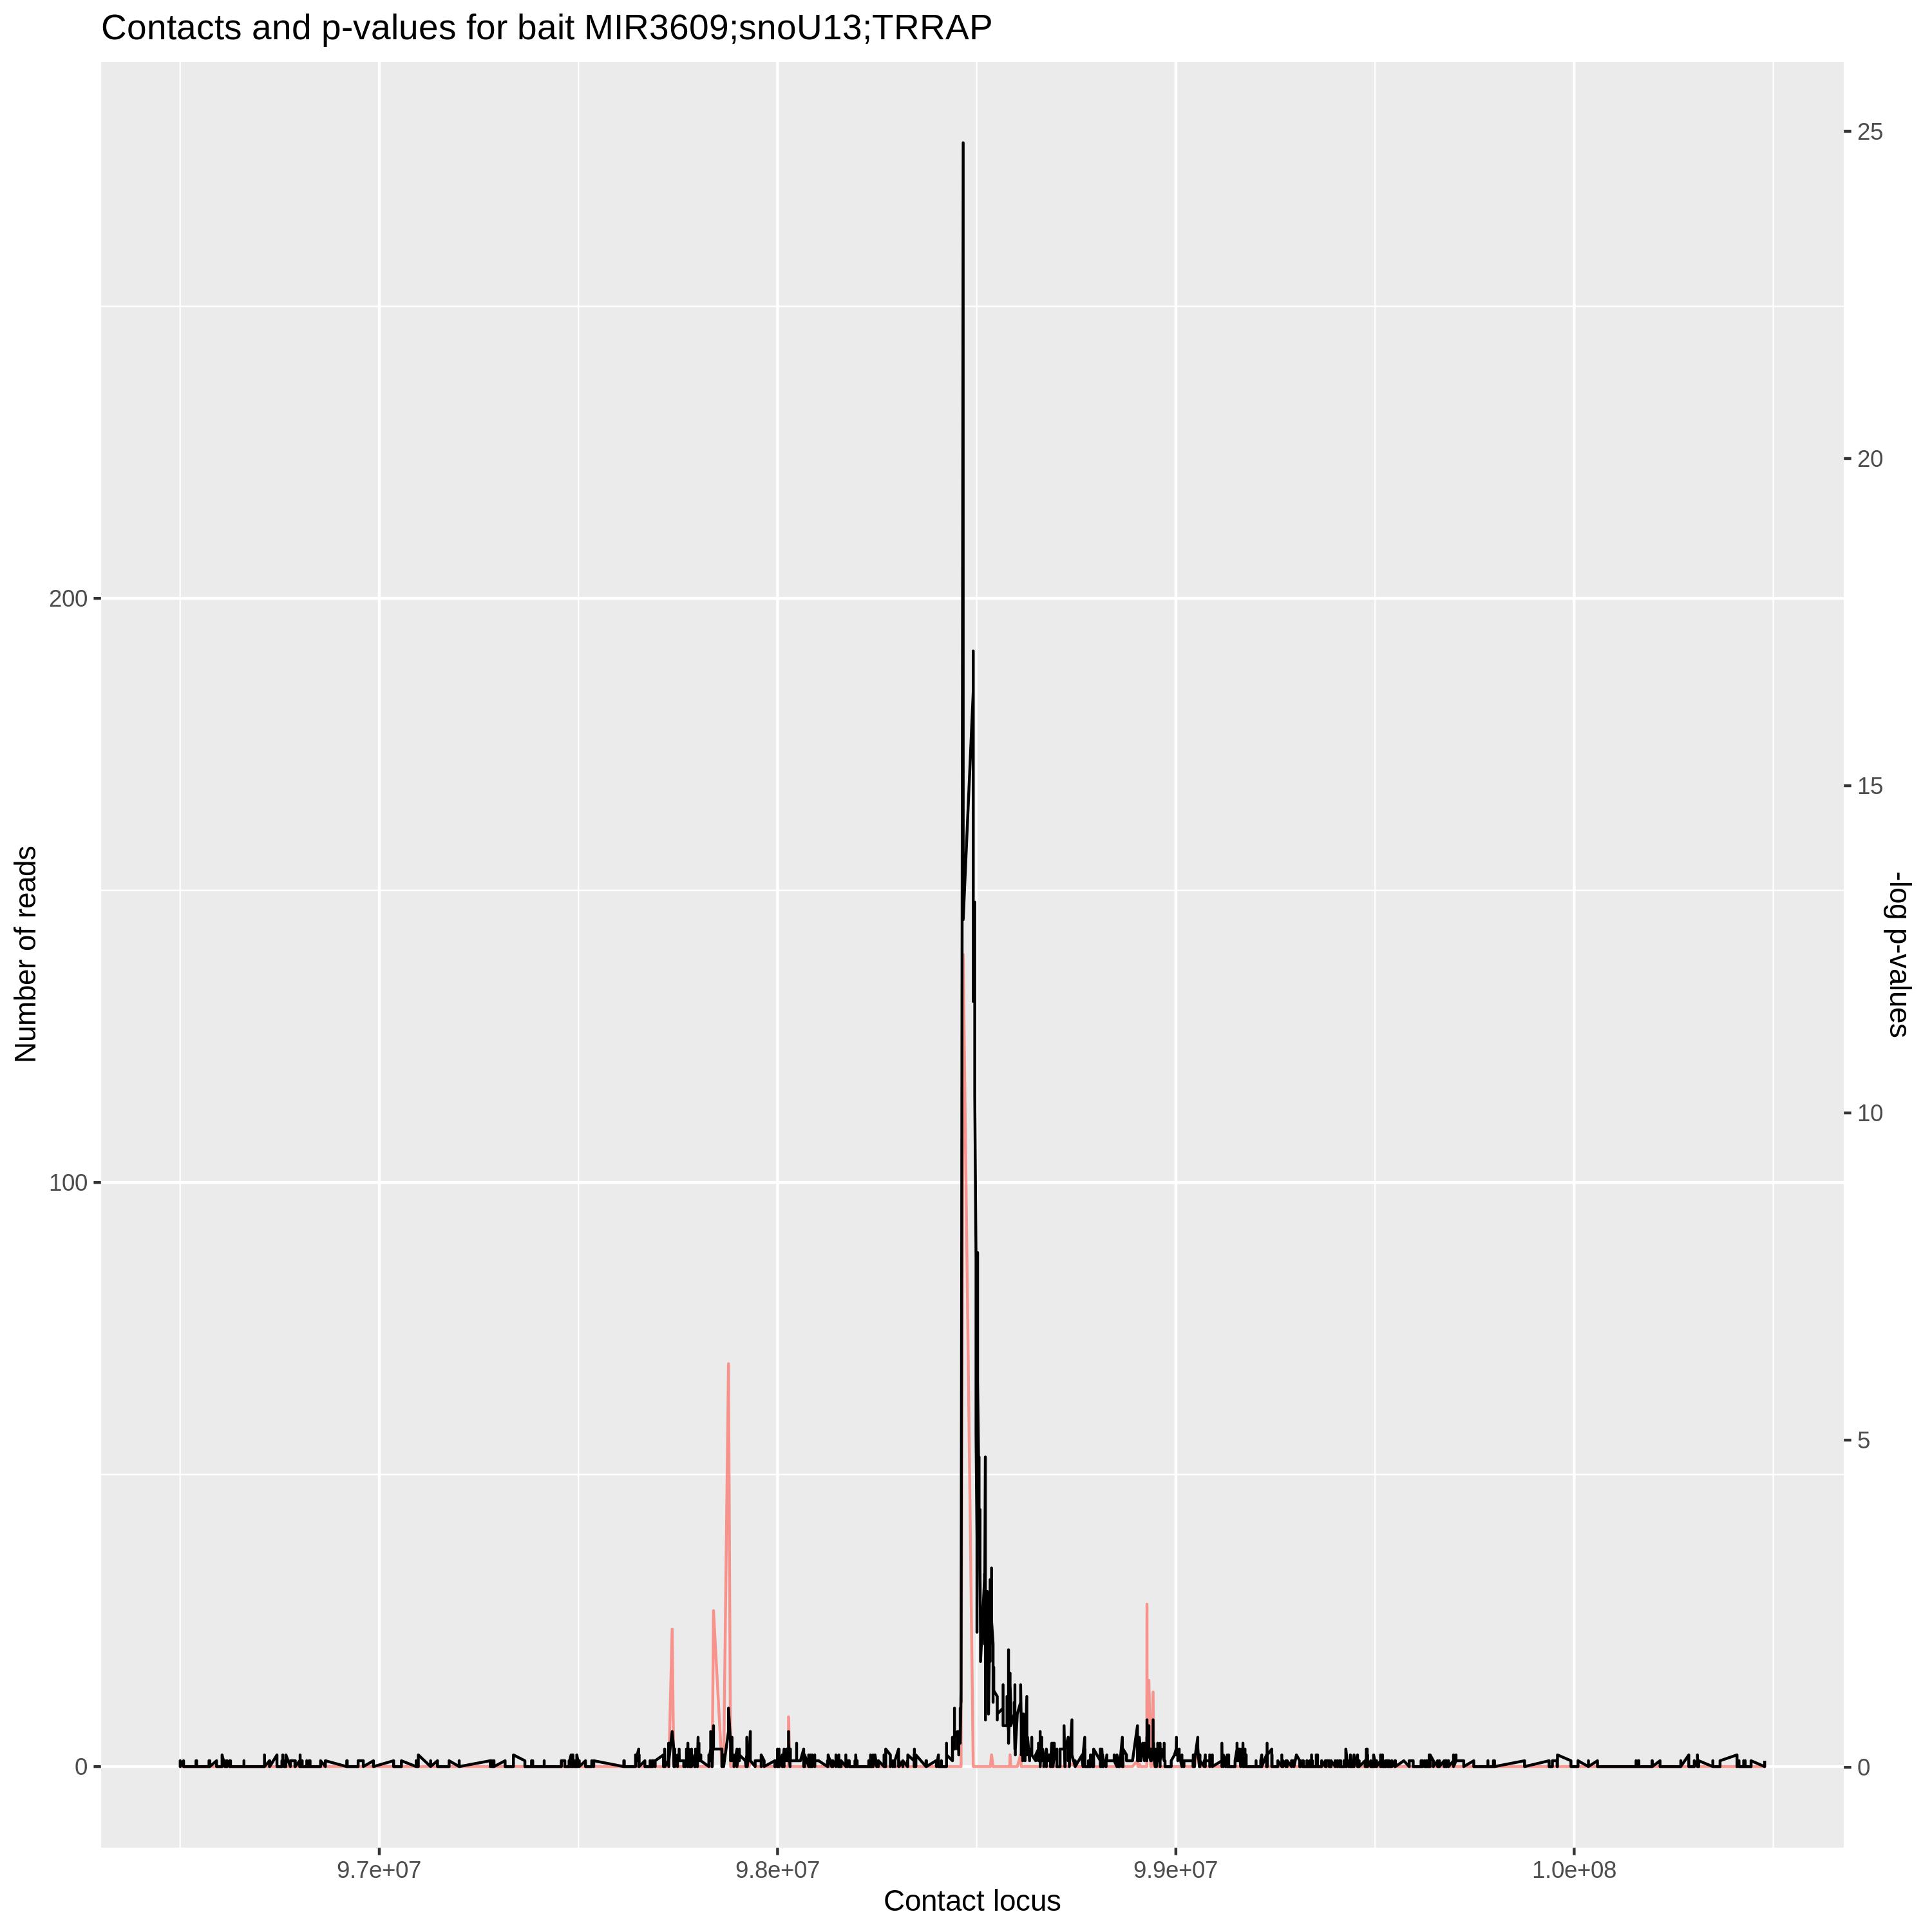 Contacts and p-values for bait MIR3609;snoU13;TRRAP
Number of reads
200
100
0
25
20
15
10
5
0
-log p-values
9.7e+07
9.8e+07
9.9e+07
1.0e+08
Contact locus